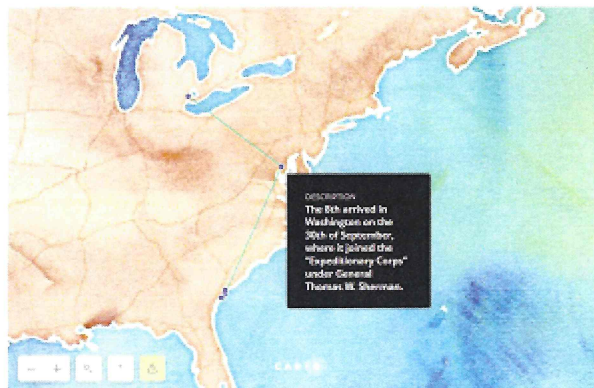 DESCRIPTION
The 8th arrived in
Washington on the
30th of September,
where it joined the
"Expeditionary Corps"
under General
Thomas W. Sherman.
CARTO